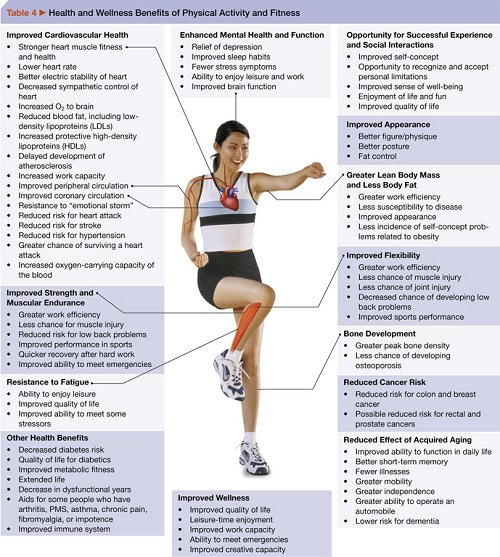 Table 4 ▶ Health and Wellness Benefits of Physical Activity and Fitness
Improved Cardiovascular Health
• Stronger heart muscle fitness
and health
• Lower heart rate
• Better electric stability of heart
• Decreased sympathetic control of
heart
• Increased O2 to brain
• Reduced blood fat, including low-
density lipoproteins (LDLs)
• Increased protective high-density
lipoproteins (HDLs)
• Delayed development of
atherosclerosis
• Increased work capacity
• Improved peripheral circulation
• Improved coronary circulation
• Resistance to "emotional storm"
• Reduced risk for heart attack
• Reduced risk for stroke
• Reduced risk for hypertension
• Greater chance of surviving a heart
attack
• Increased oxygen-carrying capacity of
the blood
Improved Strength and
Muscular Endurance
• Greater work efficiency
• Less chance for muscle injury
• Reduced risk for low back problems
• Improved performance in sports
• Quicker recovery after hard work
• Improved ability to meet emergencies
Resistance to Fatigue
• Ability to enjoy leisure
• Improved quality of life
• Improved ability to meet some
stressors
Other Health Benefits
• Decreased diabetes risk
• Quality of life for diabetics
• Improved metabolic fitness
• Extended life
• Decrease in dysfunctional years
• Aids for some people who have
arthritis, PMS, asthma, chronic pain,
fibromyalgia, or impotence
• Improved immune system
Enhanced Mental Health and Function
• Relief of depression
• Improved sleep habits
• Fewer stress symptoms
• Ability to enjoy leisure and work
• Improved brain function
Improved Wellness
• Improved quality of life
• Leisure-time enjoyment
• Improved work capacity
• Ability to meet emergencies
• Improved creative capacity
Opportunity for Successful Experience
and Social Interactions
• Improved self-concept
• Opportunity to recognize and accept
personal limitations
• Improved sense of well-being
• Enjoyment of life and fun
• Improved quality of life
Improved Appearance
• Better figure/physique
• Better posture
• Fat control
Greater Lean Body Mass
and Less Body Fat
• Greater work efficiency
• Less susceptibility to disease
• Improved appearance
• Less incidence of self-concept prob-
lems related to obesity
Improved Flexibility
• Greater work efficiency
• Less chance of muscle injury
• Less chance of joint injury
• Decreased chance of developing low
back problems
• Improved sports performance
Bone Development
• Greater peak bone density
• Less chance of developing
osteoporosis
Reduced Cancer Risk
• Reduced risk for colon and breast
cancer
• Possible reduced risk for rectal and
prostate cancers
Reduced Effect of Acquired Aging
• Improved ability to function in daily life
• Better short-term memory
• Fewer illnesses
• Greater mobility
• Greater independence
• Greater ability to operate an
automobile
• Lower risk for dementia